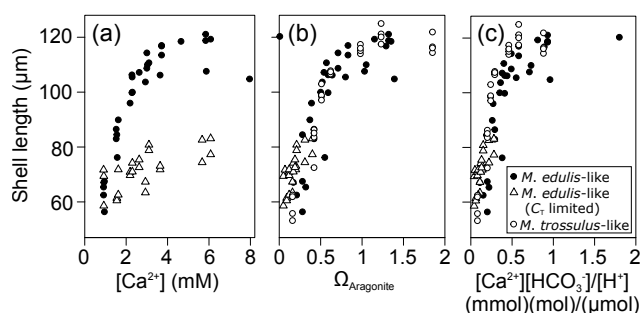 (a) (b) (c)
Shell length (µm)
120
100
80
60
0 2 4 6 8
0 0.5 1 1.5 2
0 0.5 1 1.5 2
M. edulis-like
M. edulis-like
(C_T limited)
M. trossulus-like
[Ca²⁺] (mM)
Ω_Aragonite
[Ca²⁺][HCO₃⁻]/[H⁺]
(mmol)(mol)/(µmol)